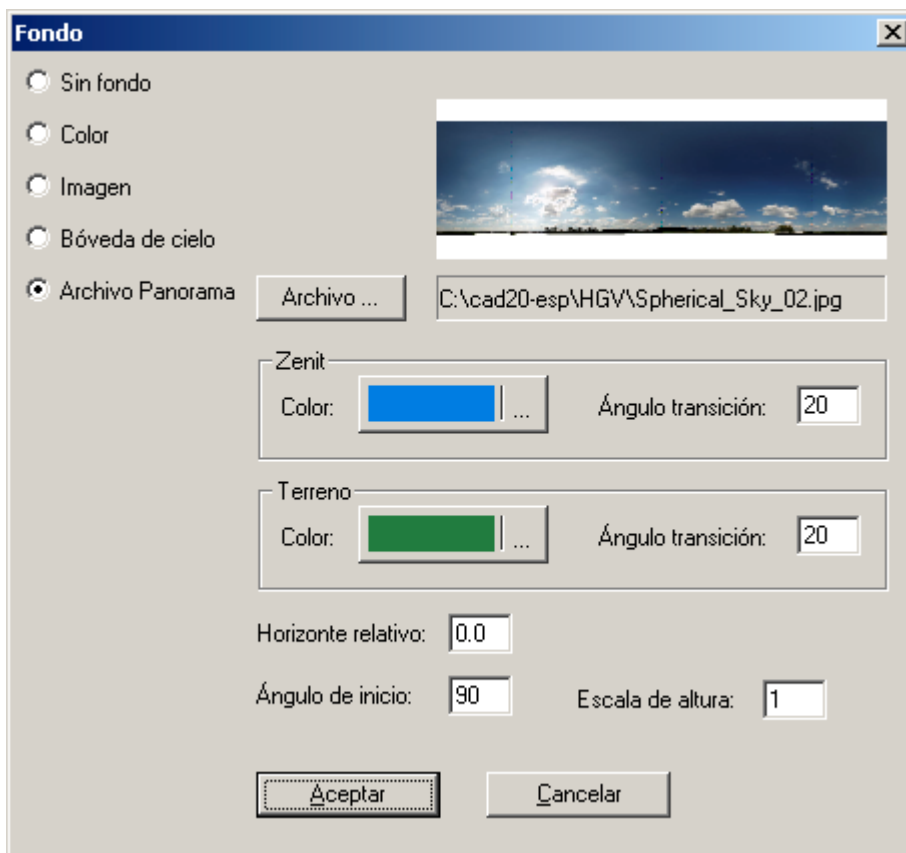 Fondo
Sin fondo
Color
Imagen
Bóveda de cielo
Archivo Panorama
Archivo ...
C:\cad20-esp\HGV\Spherical_Sky_02.jpg
Zenit
Color: ... Ángulo transición: 20
Terreno
Color: ... Ángulo transición: 20
Horizonte relativo: 0.0
Ángulo de inicio: 90 Escala de altura: 1
Aceptar Cancelar